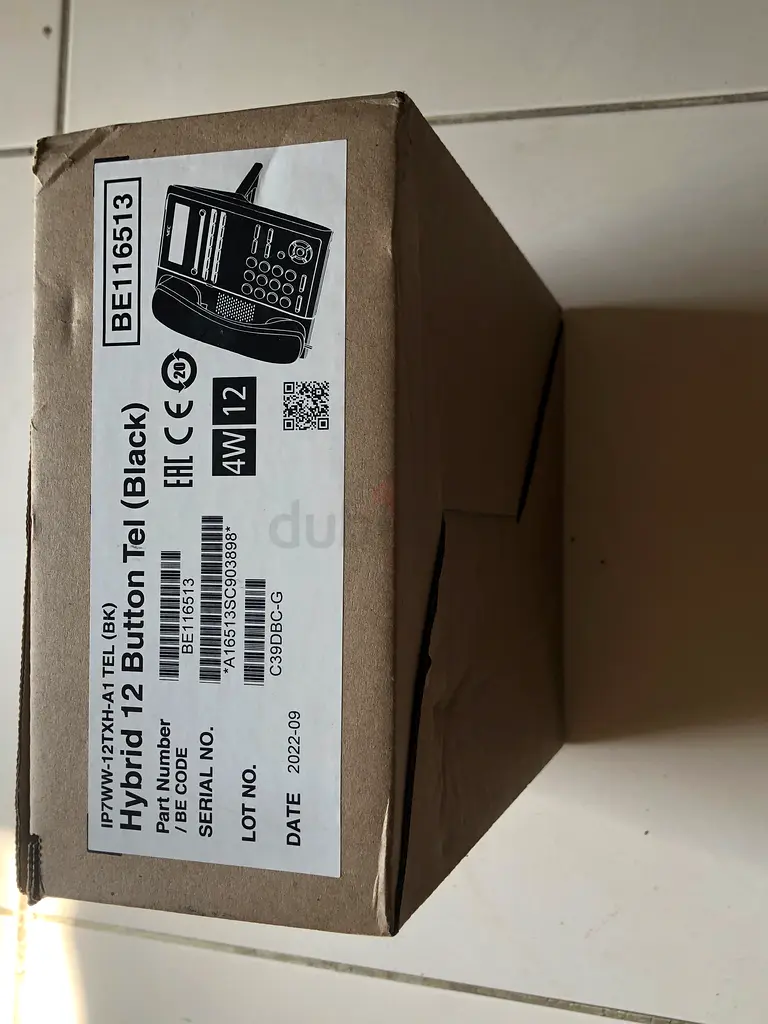 IP7WW-12TXH-A1 TEL (BK)
Hybrid 12 Button Tel (Black)
BE116513
Part Number
/ BE CODE
BE116513
SERIAL NO.
*A16513SC903898*
LOT NO.
C39DBC-G
DATE 2022-09
EAC CE 20
4W 12
NEC